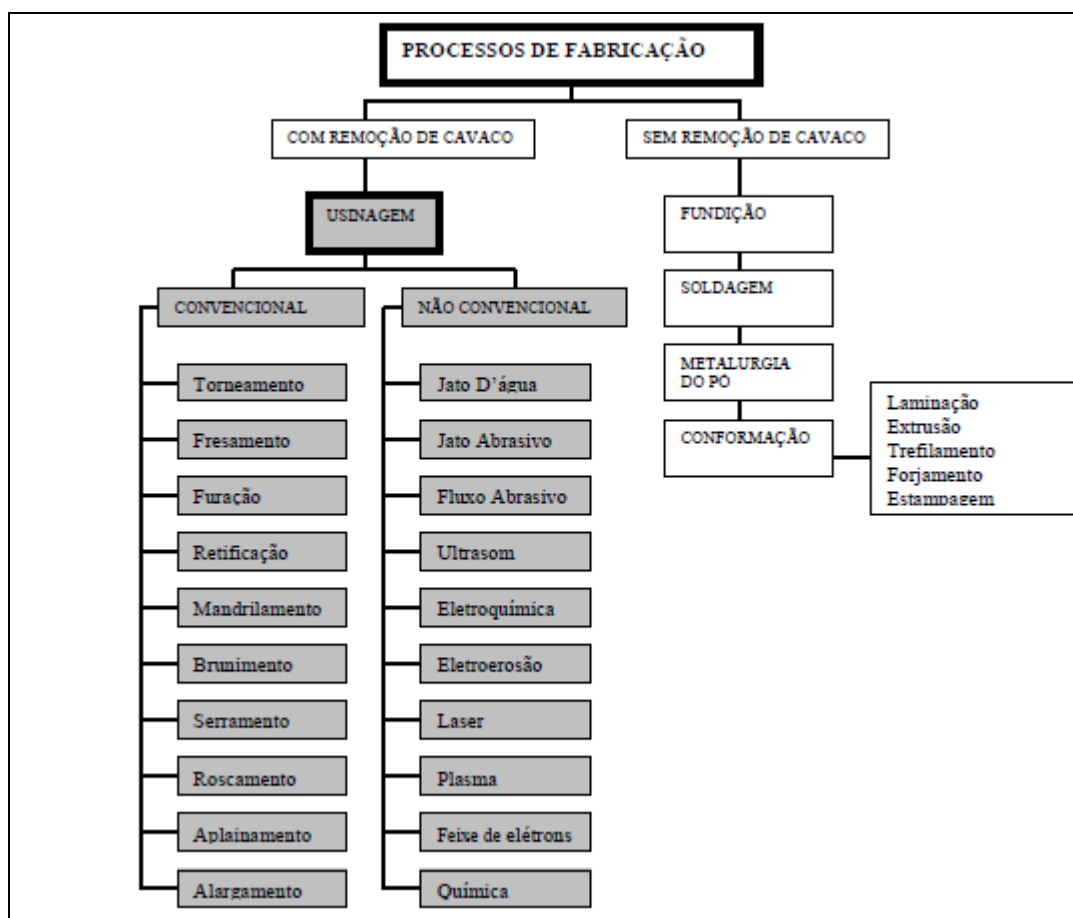 PROCESSOS DE FABRICAÇÃO
COM REMOÇÃO DE CAVACO
SEM REMOÇÃO DE CAVACO
USINAGEM
FUNDIÇÃO
SOLDAGEM
METALURGIA
DO PÓ
CONFORMAÇÃO
Laminação
Extrusão
Trefilamento
Forjamento
Estampagem
CONVENCIONAL
Torneamento
Fresamento
Furação
Retificação
Mandrilamento
Brunimento
Serramento
Roscamento
Aplainamento
Alargamento
NÃO CONVENCIONAL
Jato D'água
Jato Abrasivo
Fluxo Abrasivo
Ultrasom
Eletroquímica
Eletroerosão
Laser
Plasma
Feixe de elétrons
Química